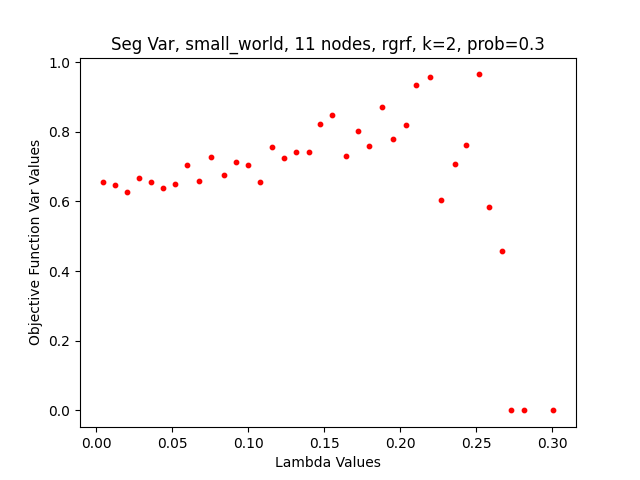 Seg Var, small_world, 11 nodes, rgrf, k=2, prob=0.3
1.0
0.8
0.6
0.4
0.2
0.0
Objective Function Var Values
0.00 0.05 0.10 0.15 0.20 0.25 0.30
Lambda Values